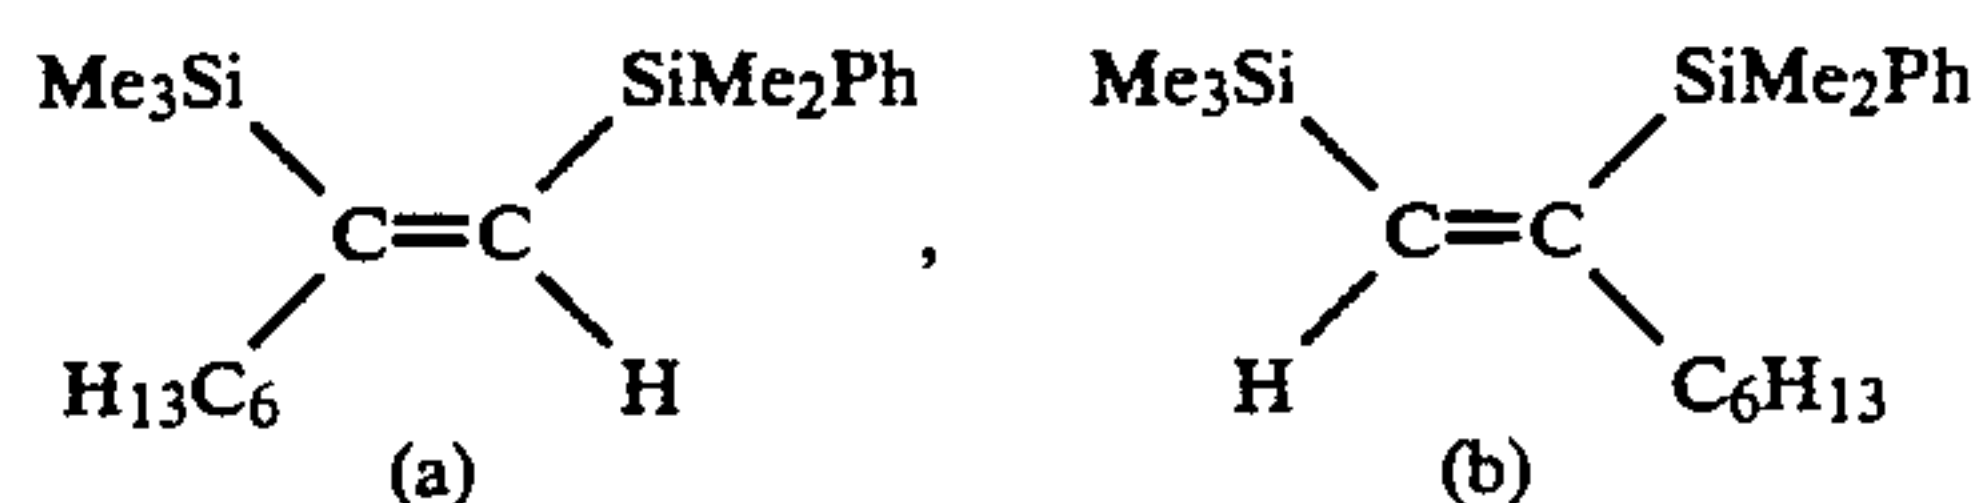 Me3Si SiMe2Ph Me3Si SiMe2Ph
C=C , C=C
H13C6 H H C6H13
(a) (b)